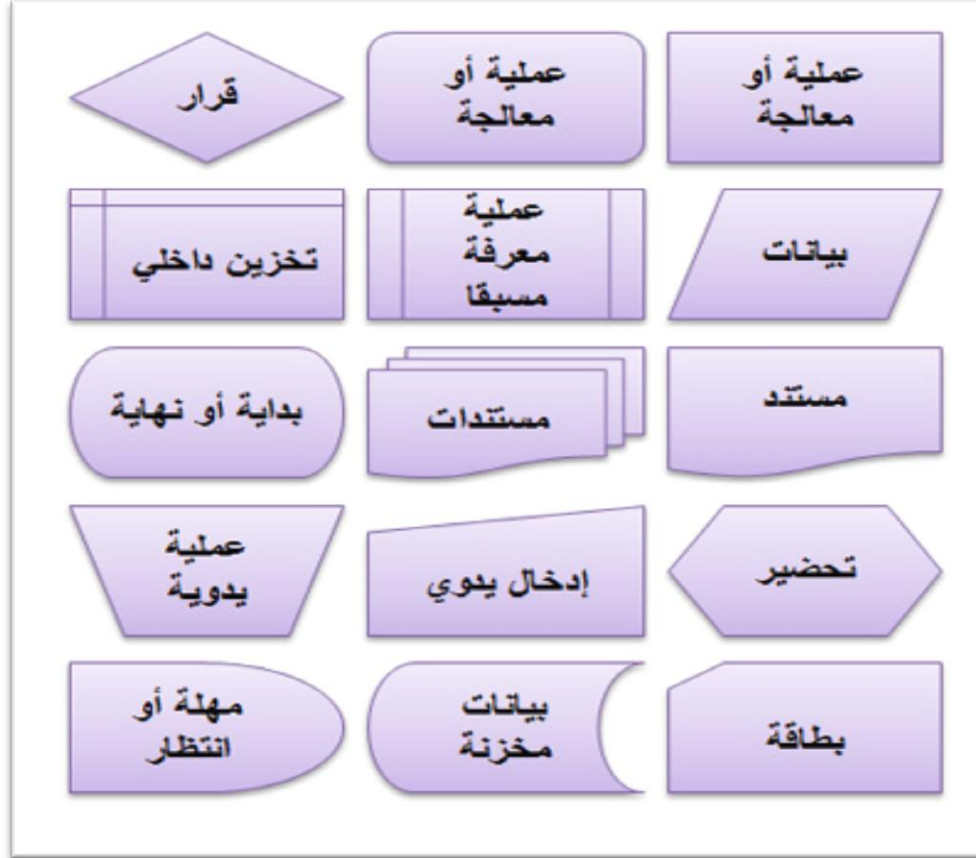 عملية أو
معالجة
عملية أو
معالجة
قرار
بيانات
عملية
معرفة
مسبقا
تخزين داخلي
مستند
مستندات
بداية أو نهاية
تحضير
إدخال يدوي
عملية
يدوية
بطاقة
بيانات
مخزنة
مهلة أو
انتظار